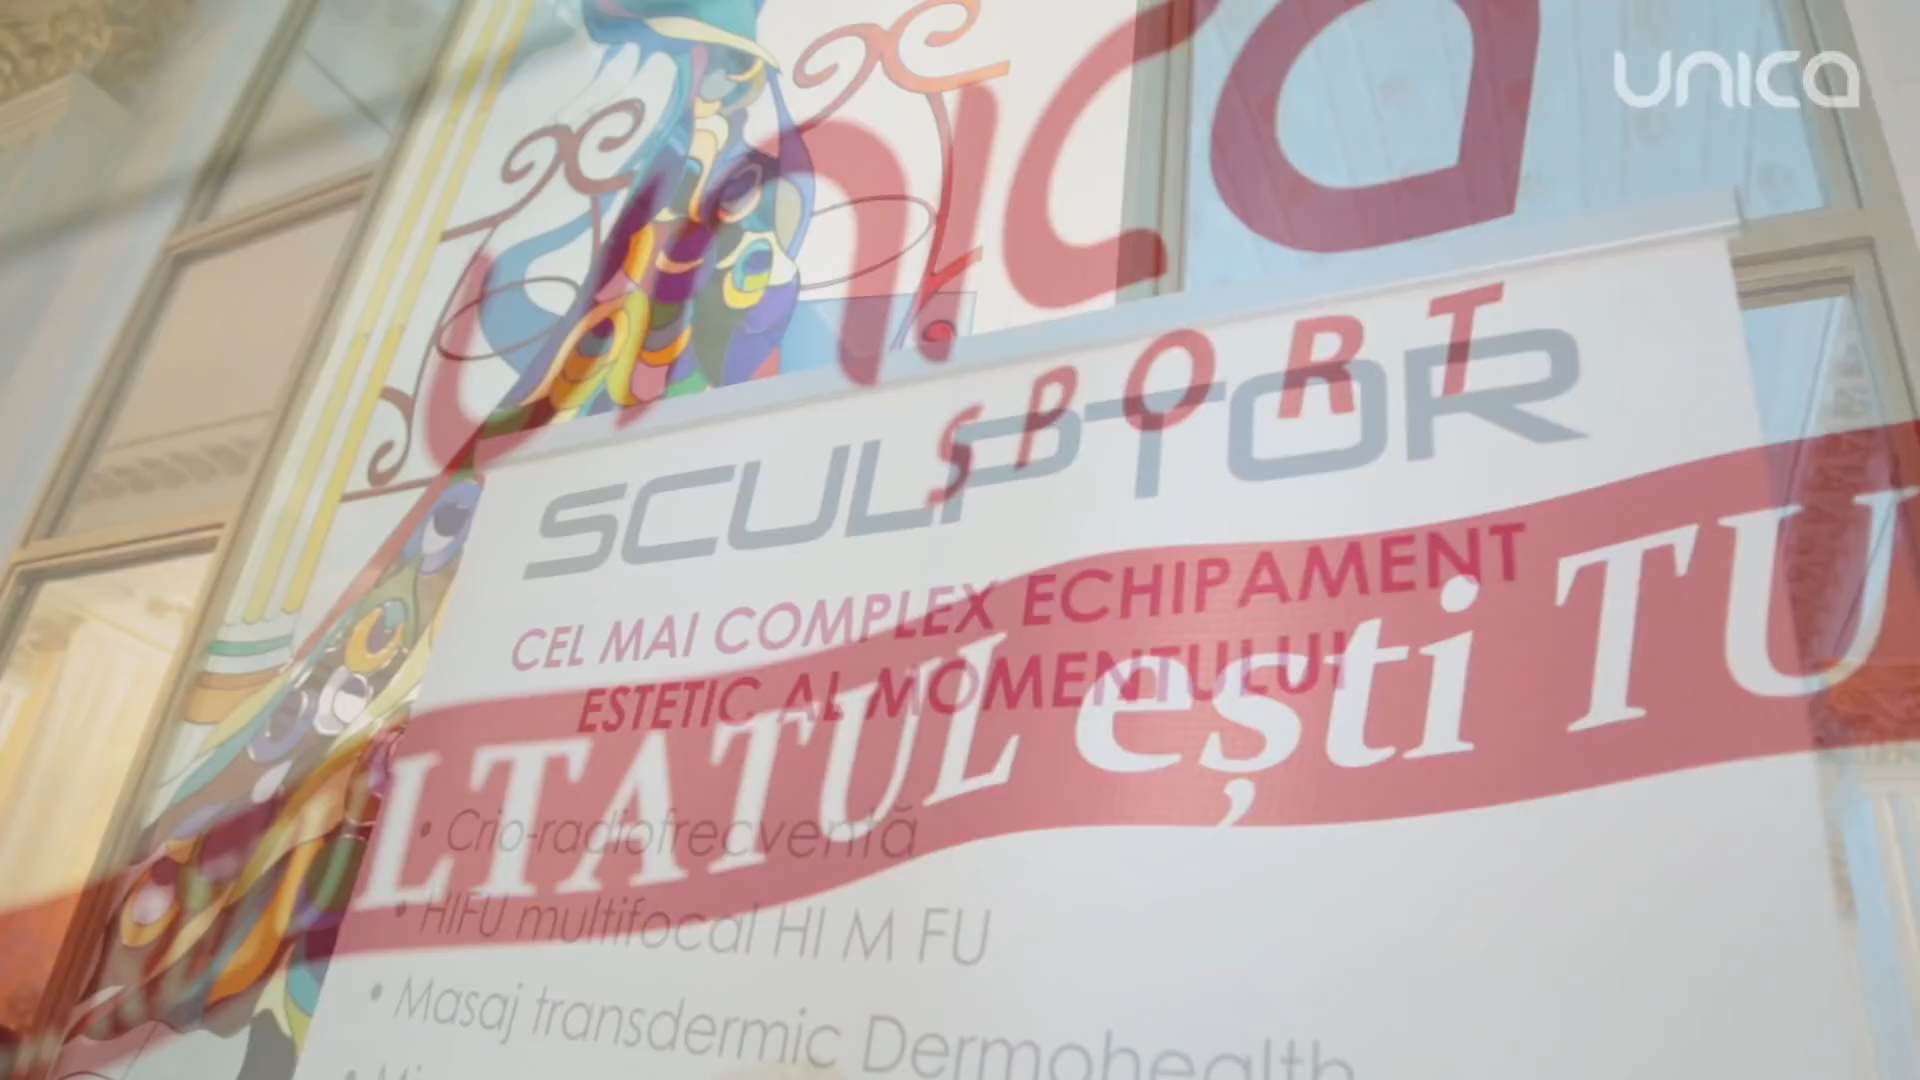 UNICA
unica
SPORT
SCULPTOR
CEL MAI COMPLEX ECHIPAMENT
ESTETIC AL MOMENTULUI
LTATUL ești TU
• Crio-radiofrecvență
• HIFU multifocal HI M FU
• Masaj transdermic Dermohealth